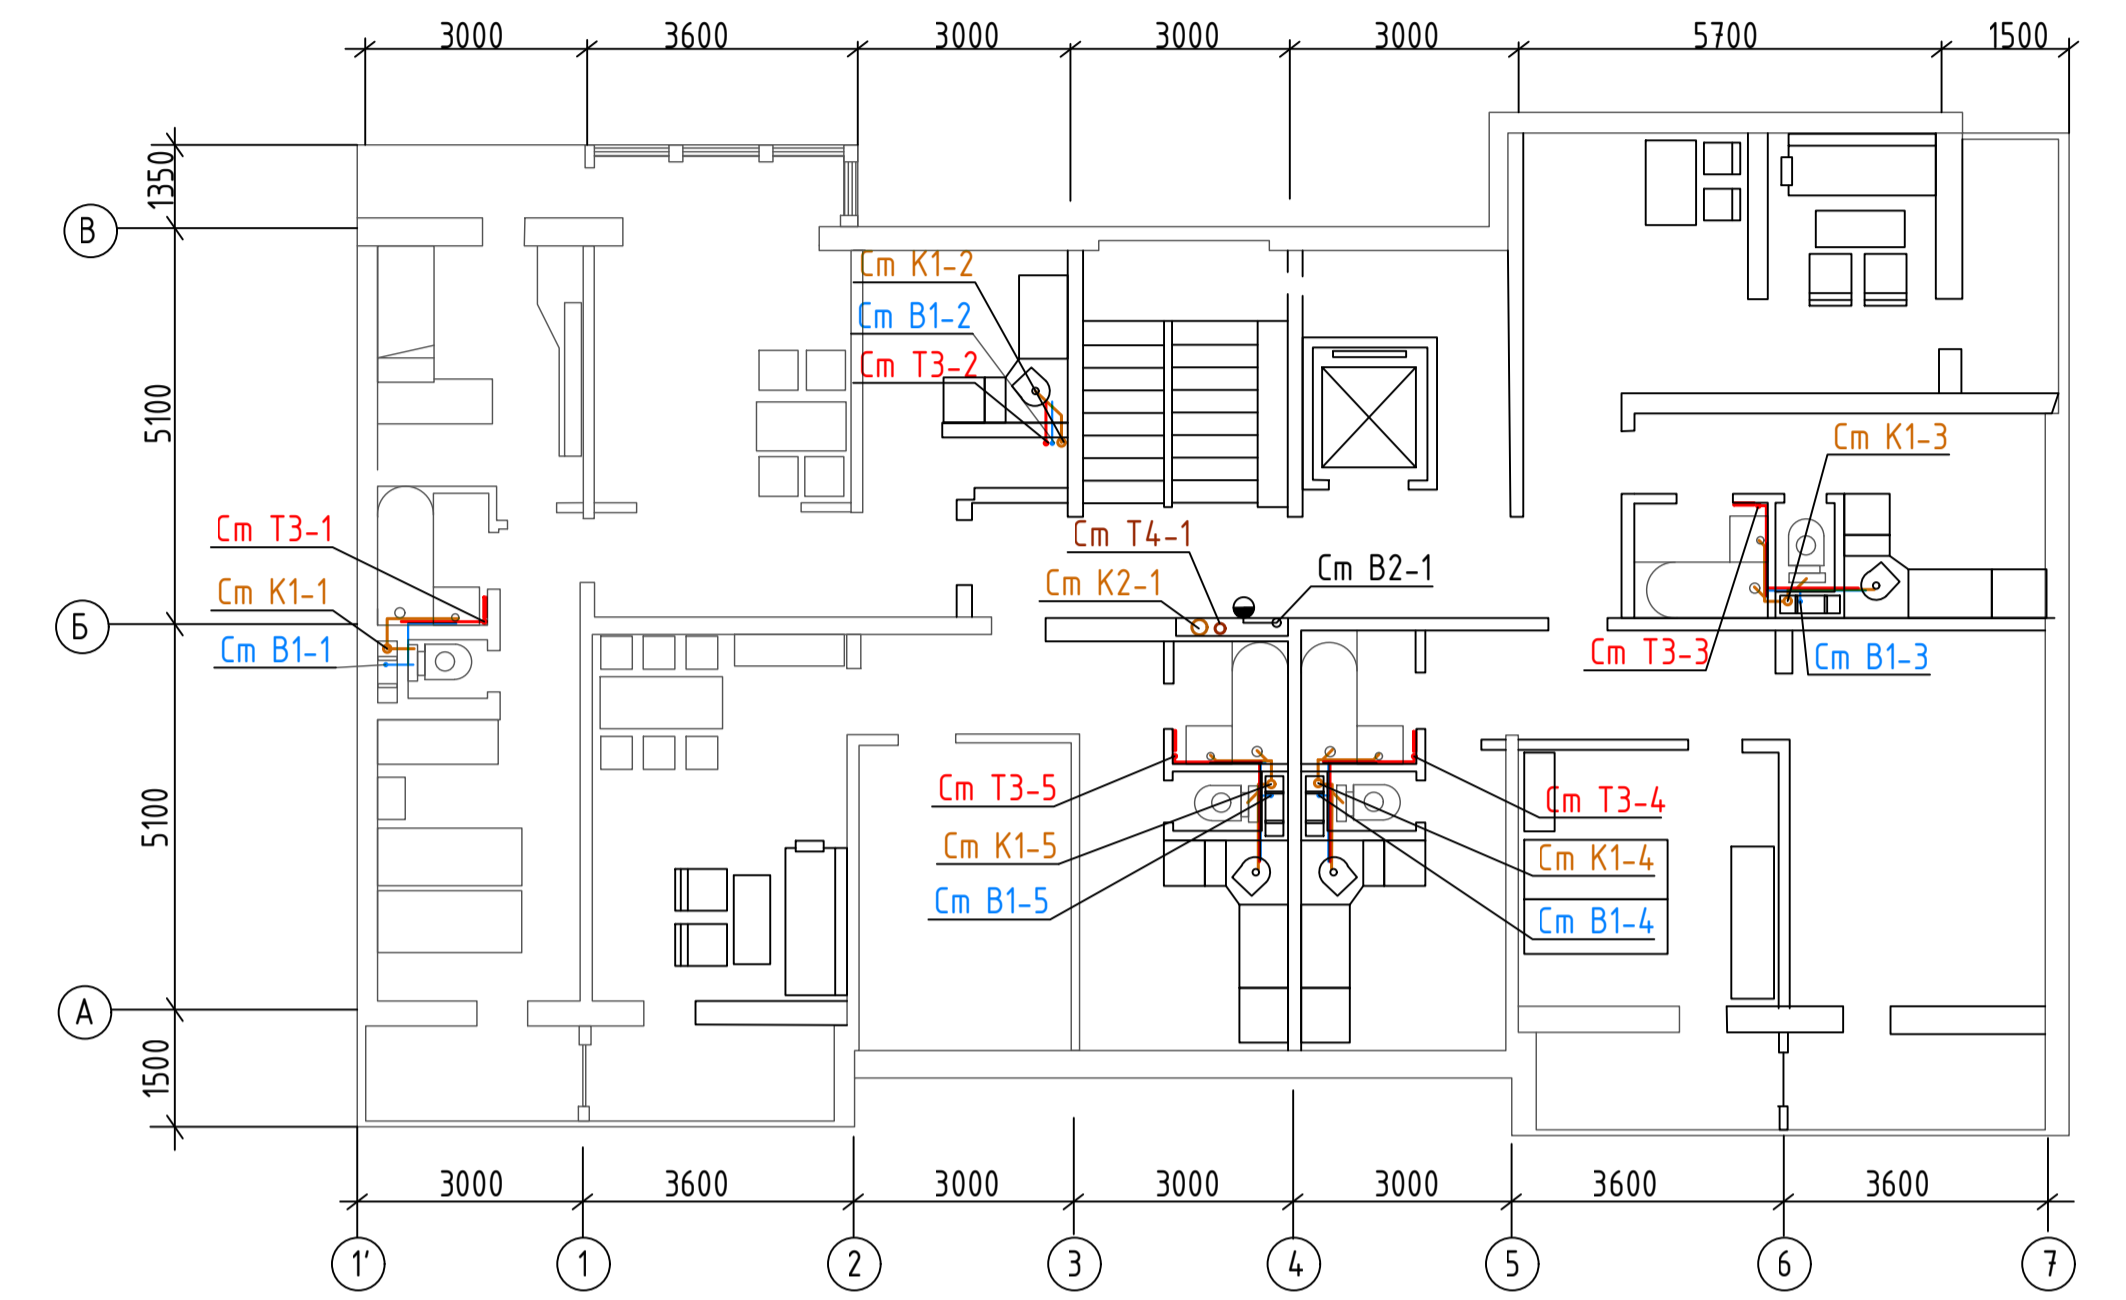 3000 3600 3000 3000 3000 5700 1500
1350
В
Ст К1-2
Ст В1-2
Ст Т3-2
5100
Ст К1-3
Ст Т3-1
Ст Т4-1
Ст К1-1
Ст К2-1
Ст В2-1
Б
Ст В1-1
Ст Т3-3
Ст В1-3
5100
Ст Т3-5
Ст Т3-4
Ст К1-5
Ст К1-4
Ст В1-5
Ст В1-4
А
1500
3000 3600 3000 3000 3000 3600 3600
1' 1 2 3 4 5 6 7